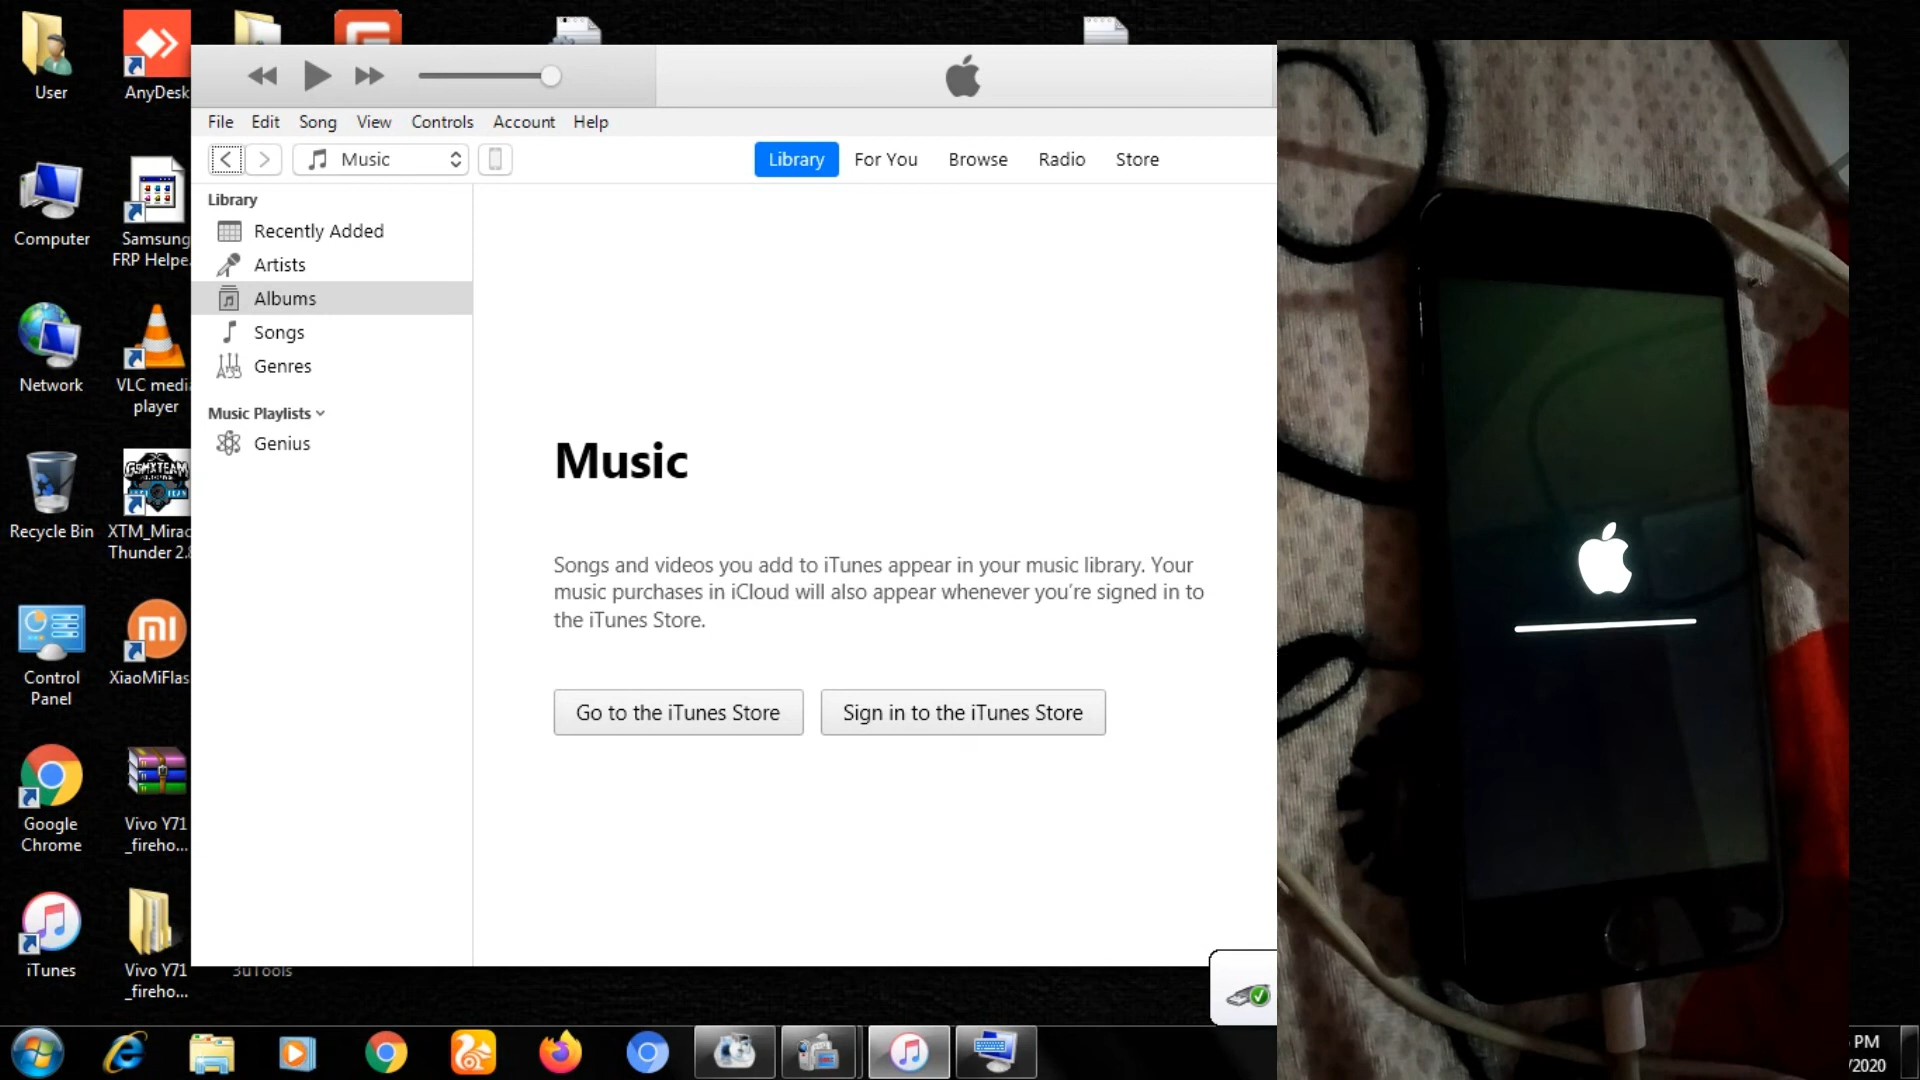 User
AnyDesk
Computer
Samsung
FRP Helpe.
Network
VLC medi
player
Recycle Bin
XTM_Mirac
Thunder 2.8
Control
Panel
XiaoMiFlas
Google
Chrome
Vivo Y71
_fireho...
iTunes
Vivo Y71
_fireho...
3uTools
File Edit Song View Controls Account Help
Music
Library For You Browse Radio Store
Library
Recently Added
Artists
Albums
Songs
Genres
Music Playlists
Genius
Music
Songs and videos you add to iTunes appear in your music library. Your
music purchases in iCloud will also appear whenever you’re signed in to
the iTunes Store.
Go to the iTunes Store
Sign in to the iTunes Store
PM
/2020